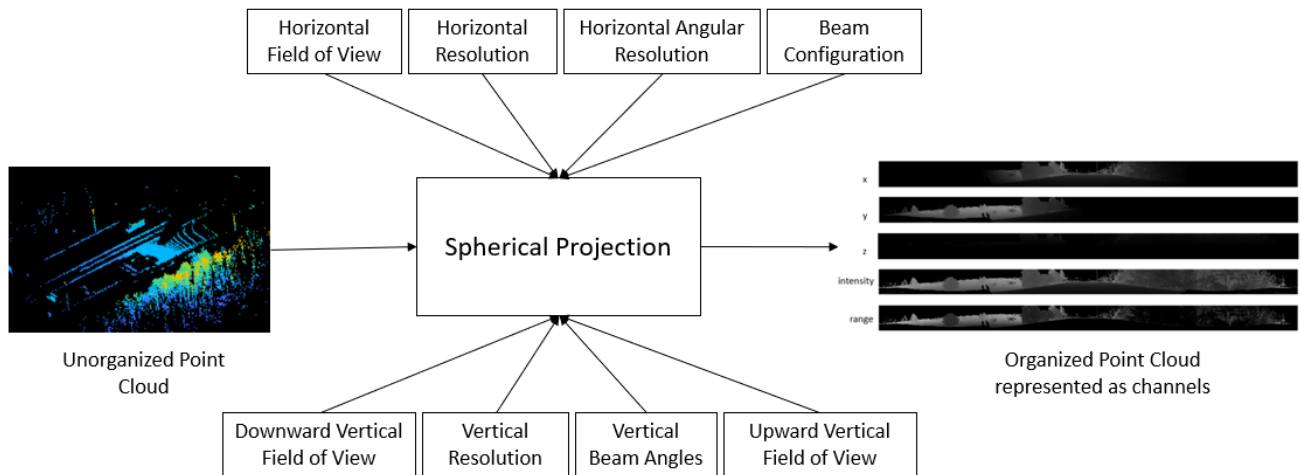 Horizontal
Field of View
Horizontal
Resolution
Horizontal Angular
Resolution
Beam
Configuration
Spherical Projection
x
y
z
intensity
range
Unorganized Point
Cloud
Organized Point Cloud
represented as channels
Downward Vertical
Field of View
Vertical
Resolution
Vertical
Beam Angles
Upward Vertical
Field of View